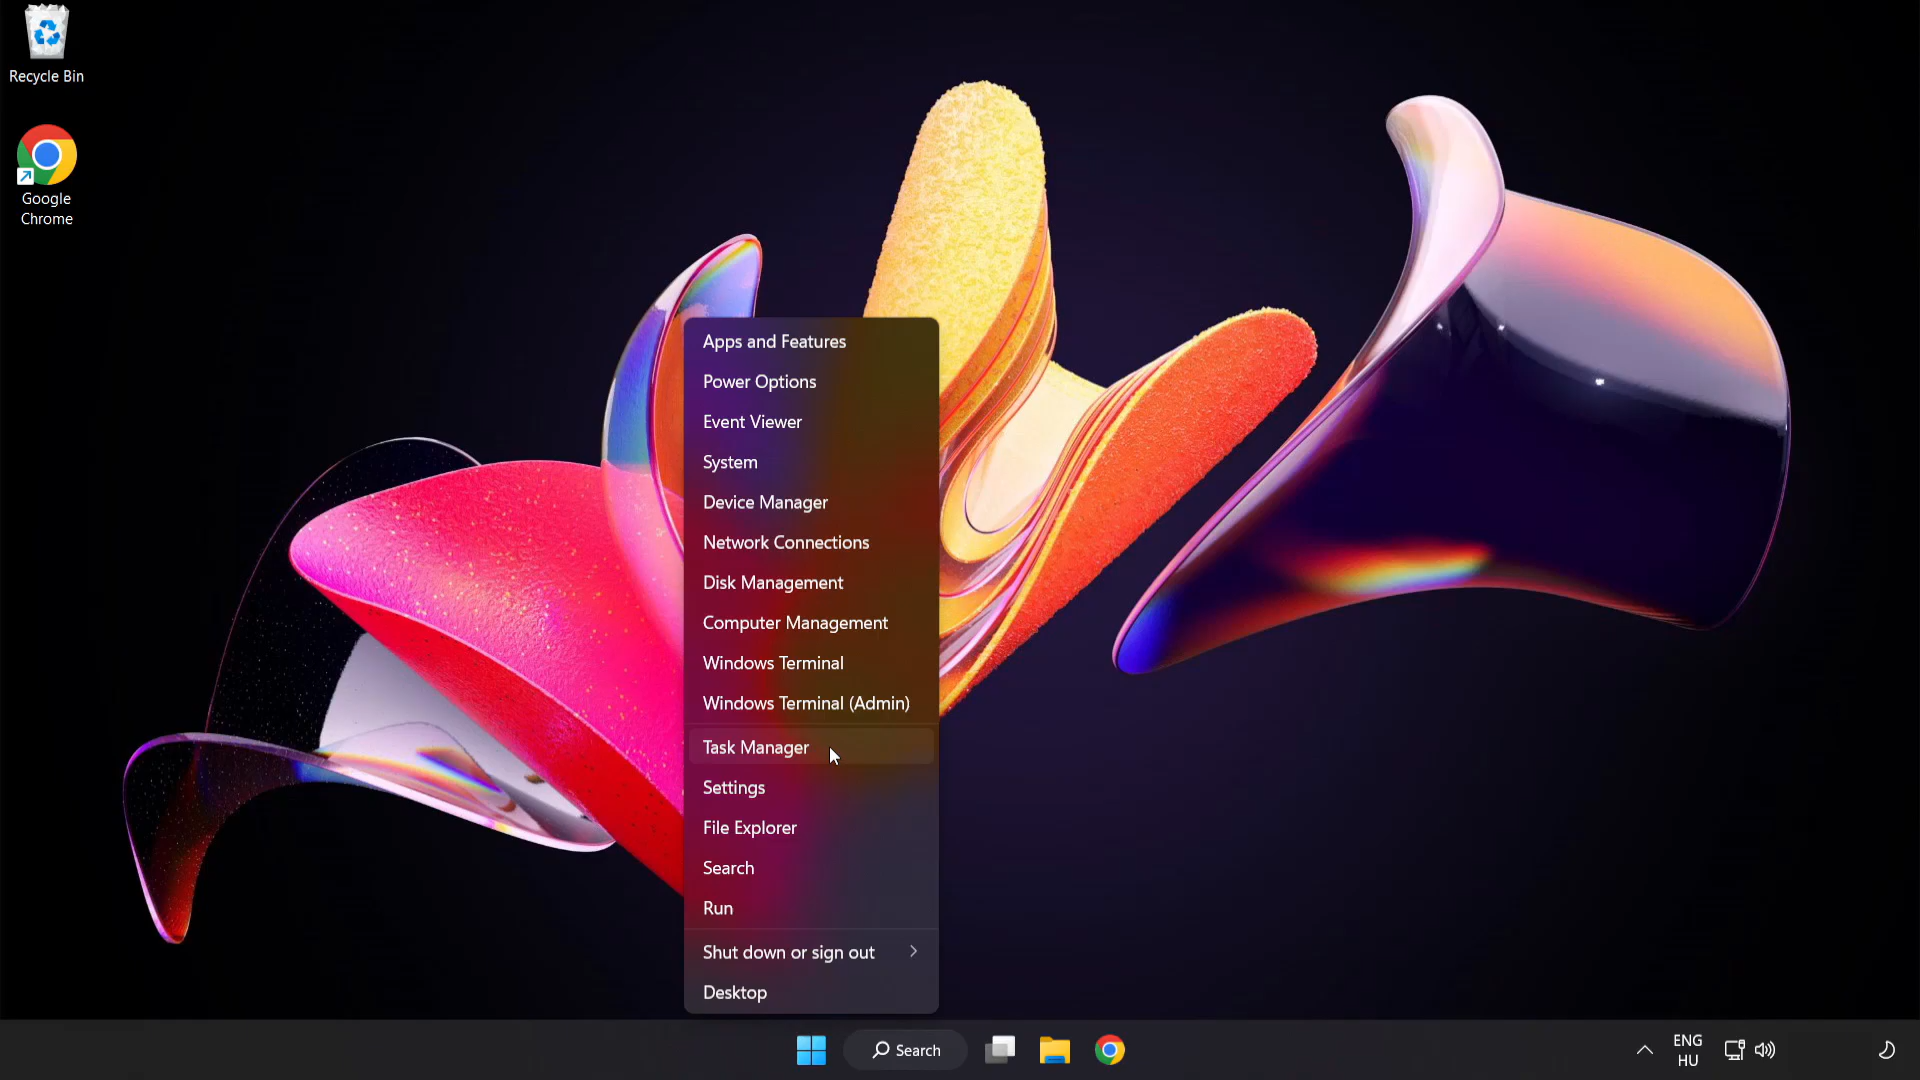 Recycle Bin
Google
Chrome
Apps and Features
Power Options
Event Viewer
System
Device Manager
Network Connections
Disk Management
Computer Management
Windows Terminal
Windows Terminal (Admin)
Task Manager
Settings
File Explorer
Search
Run
Shut down or sign out
Desktop
Search
ENG
HU